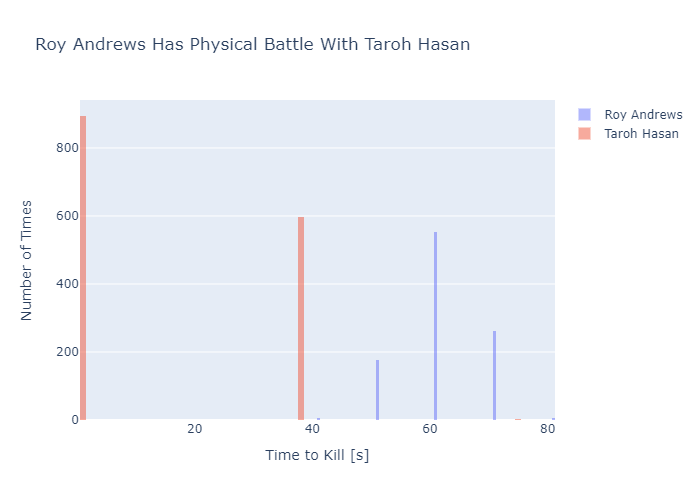 Roy Andrews Has Physical Battle With Taroh Hasan
Roy Andrews
Taroh Hasan
Number of Times
800
600
400
200
0
20
40
60
80
Time to Kill [s]